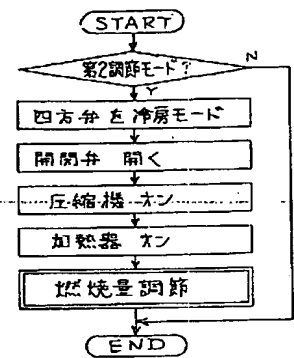 START
第2調節モード?
N
Y
四方弁を冷房モード
開閉弁 開く
圧縮機 オン
加熱器 オン
燃焼量調節
END